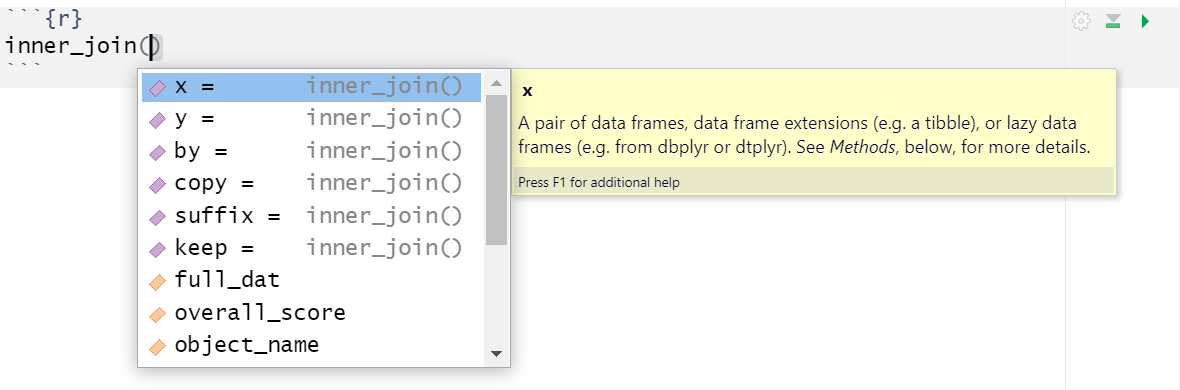 ```{r}
inner_join()
```
x = inner_join()
y = inner_join()
by = inner_join()
copy = inner_join()
suffix = inner_join()
keep = inner_join()
full_dat
overall_score
object_name
x
A pair of data frames, data frame extensions (e.g. a tibble), or lazy data
frames (e.g. from dbplyr or dtplyr). See Methods, below, for more details.
Press F1 for additional help